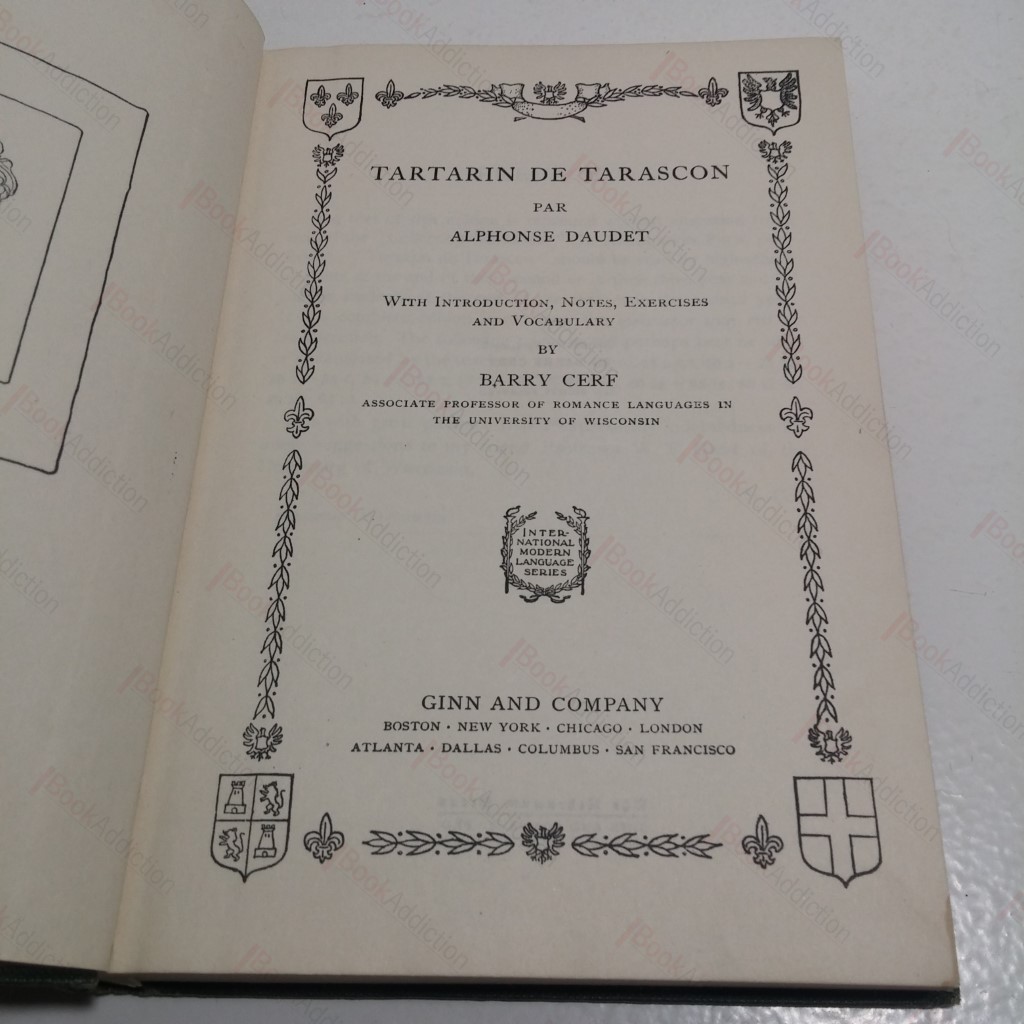 TARTARIN DE TARASCON
PAR
ALPHONSE DAUDET
WITH INTRODUCTION, NOTES, EXERCISES
AND VOCABULARY
BY
BARRY CERF
ASSOCIATE PROFESSOR OF ROMANCE LANGUAGES IN
THE UNIVERSITY OF WISCONSIN
INTER-
NATIONAL
MODERN
LANGUAGE
SERIES
GINN AND COMPANY
BOSTON · NEW YORK · CHICAGO · LONDON
ATLANTA · DALLAS · COLUMBUS · SAN FRANCISCO
BookAddiction